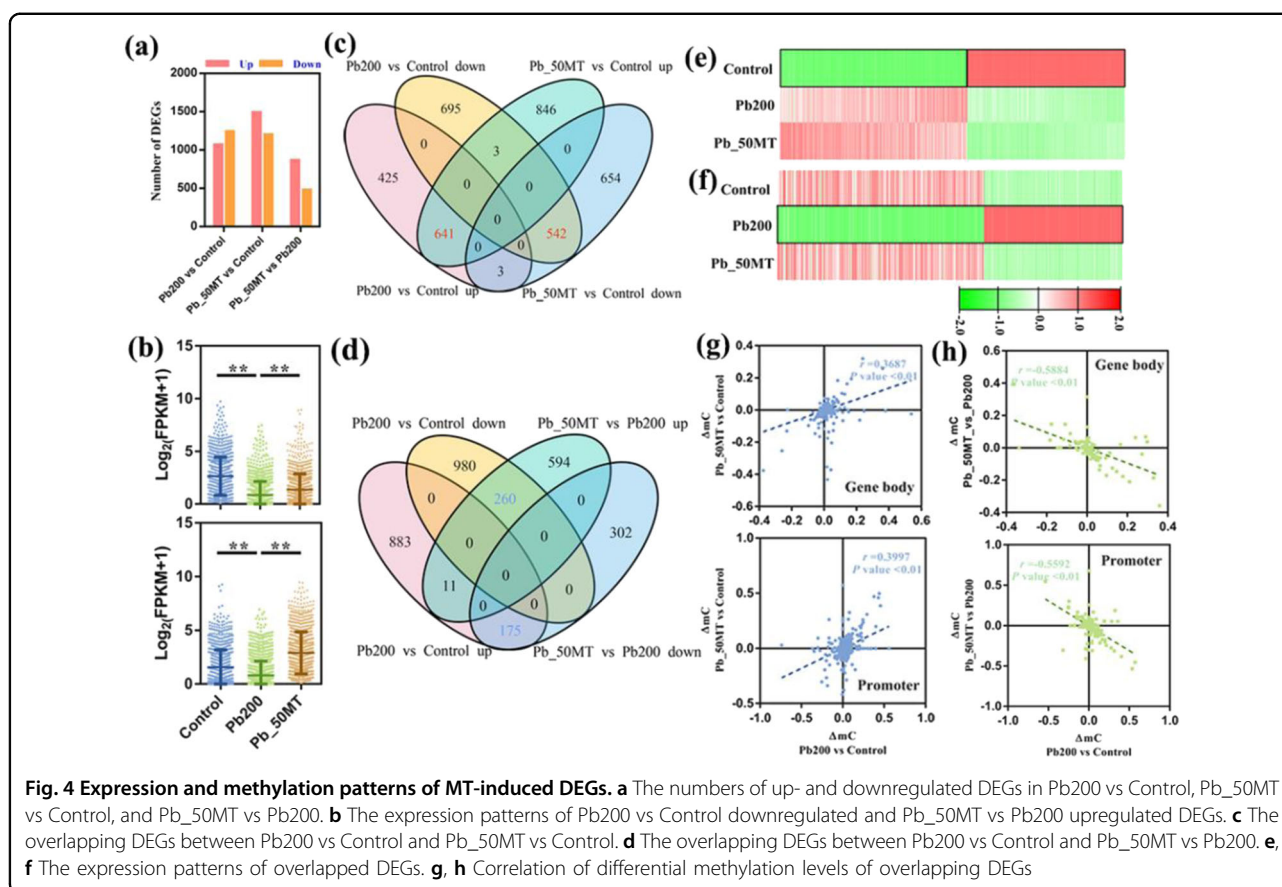 (a)
Up Down
Number of DEGs
2000
1500
1000
500
0
Pb200 vs Control
Pb_50MT vs Control
Pb_50MT vs Pb200
(b)
Log2(FPKM+1)
15
10
5
0
** **
Log2(FPKM+1)
15
10
5
0
** **
Control
Pb200
Pb_50MT
(c)
Pb200 vs Control down
Pb_50MT vs Control up
695
846
0
3
0
425
0
0
654
0
641
542
0
0
3
Pb200 vs Control up
Pb_50MT vs Control down
(d)
Pb200 vs Control down
Pb_50MT vs Pb200 up
980
594
0
260
0
883
0
0
302
11
0
0
0
0
175
Pb200 vs Control up
Pb_50MT vs Pb200 down
(e)
Control
Pb200
Pb_50MT
(f)
Control
Pb200
Pb_50MT
-2.0
-1.0
0.0
1.0
2.0
(g)
ΔmC
Pb_50MT vs Control
0.6
0.4
0.2
0.0
-0.2
-0.4
-0.6
r=0.3687
P value <0.01
Gene body
-0.4 -0.2 0.0 0.2 0.4 0.6
ΔmC
Pb_50MT vs Control
1.0
0.5
0.0
-0.5
r=0.3997
P value <0.01
Promoter
-1.0 -0.5 0.0 0.5 1.0
ΔmC
Pb200 vs Control
(h)
ΔmC
Pb_50MT_vs_Pb200
0.6
0.4
0.2
0.0
-0.2
-0.4
r=-0.5884
P value <0.01
Gene body
-0.4 -0.2 0.0 0.2 0.4
ΔmC
Pb_50MT vs Pb200
1.0
0.5
0.0
-0.5
-1.0
r=-0.5592
P value <0.01
Promoter
-1.0 -0.5 0.0 0.5 1.0
ΔmC
Pb200 vs Control
Fig. 4 Expression and methylation patterns of MT-induced DEGs. a The numbers of up- and downregulated DEGs in Pb200 vs Control, Pb_50MT
vs Control, and Pb_50MT vs Pb200. b The expression patterns of Pb200 vs Control downregulated and Pb_50MT vs Pb200 upregulated DEGs. c The
overlapping DEGs between Pb200 vs Control and Pb_50MT vs Control. d The overlapping DEGs between Pb200 vs Control and Pb_50MT vs Pb200. e,
f The expression patterns of overlapped DEGs. g, h Correlation of differential methylation levels of overlapping DEGs